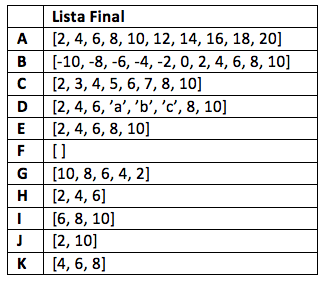 Lista Final
A [2, 4, 6, 8, 10, 12, 14, 16, 18, 20]
B [-10, -8, -6, -4, -2, 0, 2, 4, 6, 8, 10]
C [2, 3, 4, 5, 6, 7, 8, 10]
D [2, 4, 6, ’a’, ’b’, ’c’, 8, 10]
E [2, 4, 6, 8, 10]
F [ ]
G [10, 8, 6, 4, 2]
H [2, 4, 6]
I [6, 8, 10]
J [2, 10]
K [4, 6, 8]